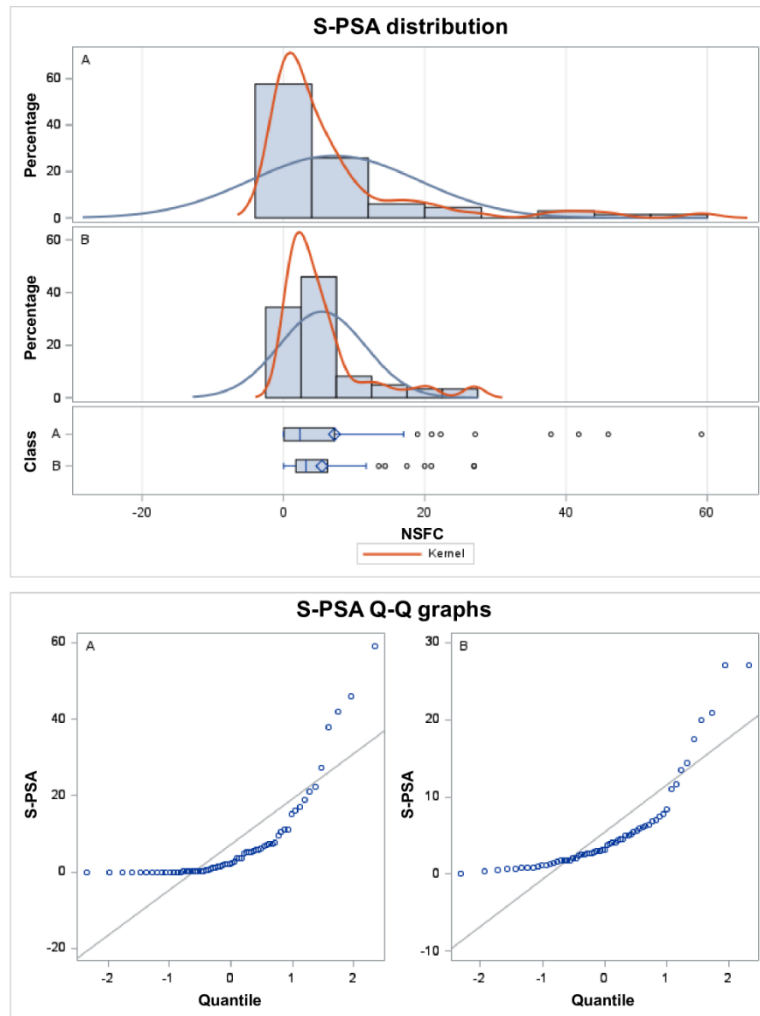 S-PSA distribution
A
Percentage
60
40
20
0
B
Percentage
60
40
20
0
Class
A
B
-20 0 20 40 60
NSFC
Kernel
S-PSA Q-Q graphs
A
S-PSA
60
40
20
0
-20
-2 -1 0 1 2
Quantile
B
S-PSA
30
20
10
0
-10
-2 -1 0 1 2
Quantile